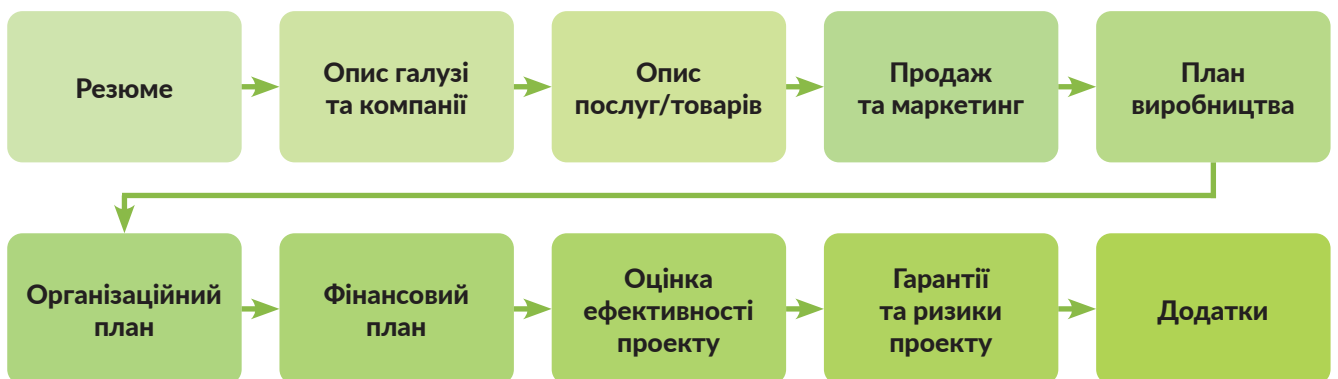 Резюме
Опис галузі
та компанії
Опис
послуг/товарів
Продаж
та маркетинг
План
виробництва
Організаційний
план
Фінансовий
план
Оцінка
ефективності
проекту
Гарантії
та ризики
проекту
Додатки